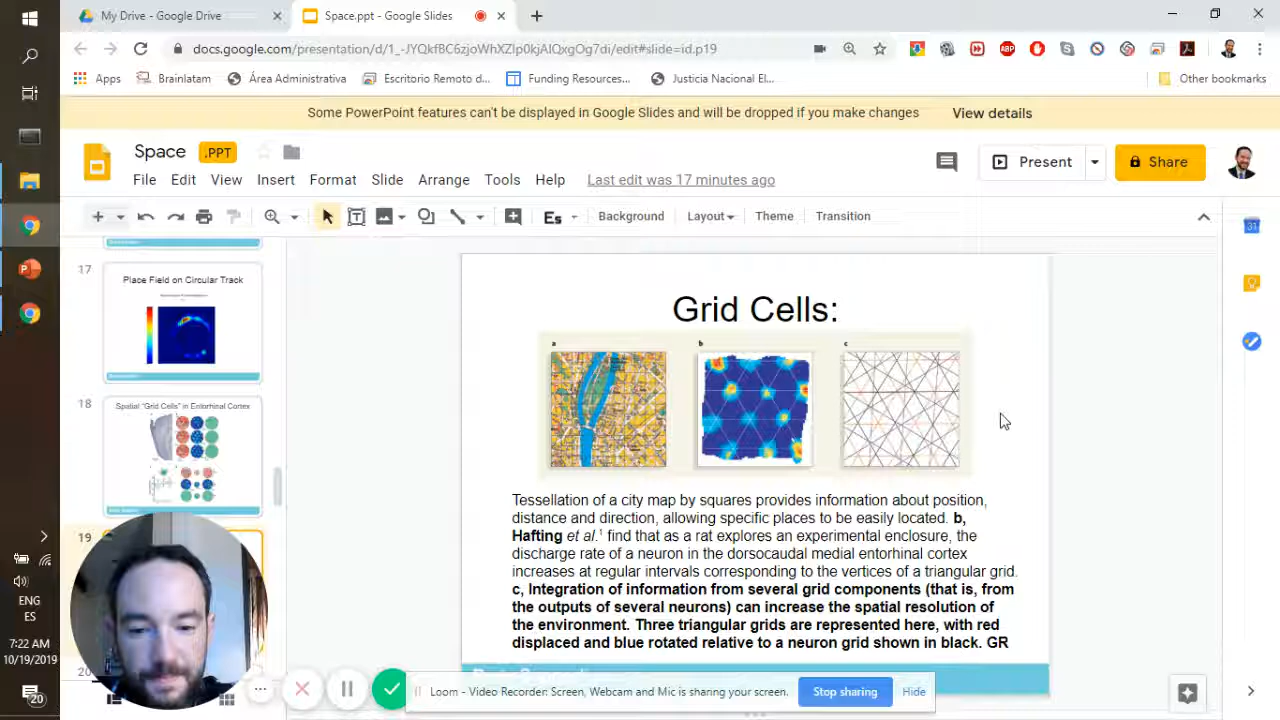 My Drive - Google Drive
Space.ppt - Google Slides
docs.google.com/presentation/d/1_-JYQkfBC6zjoWhXZlp0kjAlQxgOg7di/edit#slide=id.p19
Apps Brainlatam Área Administrativa Escritorio Remoto d... Funding Resources... Justicia Nacional El... Other bookmarks
Some PowerPoint features can't be displayed in Google Slides and will be dropped if you make changes View details
Space .PPT
Present Share
File Edit View Insert Format Slide Arrange Tools Help Last edit was 17 minutes ago
Es Background Layout Theme Transition
17
Place Field on Circular Track
18
Spatial "Grid Cells" in Entorhinal Cortex
19
20
Grid Cells:
a b c
Tessellation of a city map by squares provides information about position,
distance and direction, allowing specific places to be easily located. b,
Hafting et al.1 find that as a rat explores an experimental enclosure, the
discharge rate of a neuron in the dorsocaudal medial entorhinal cortex
increases at regular intervals corresponding to the vertices of a triangular grid.
c, Integration of information from several grid components (that is, from
the outputs of several neurons) can increase the spatial resolution of
the environment. Three triangular grids are represented here, with red
displaced and blue rotated relative to a neuron grid shown in black. GR
Loom - Video Recorder: Screen, Webcam and Mic is sharing your screen. Stop sharing Hide
ABP
31
ENG
ES
7:22 AM
10/19/2019
20